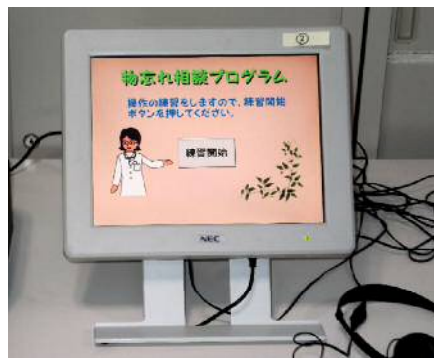 ②
物忘れ相談プログラム
操作の練習をしますので、練習開始
ボタンを押してください。
練習開始
NEC